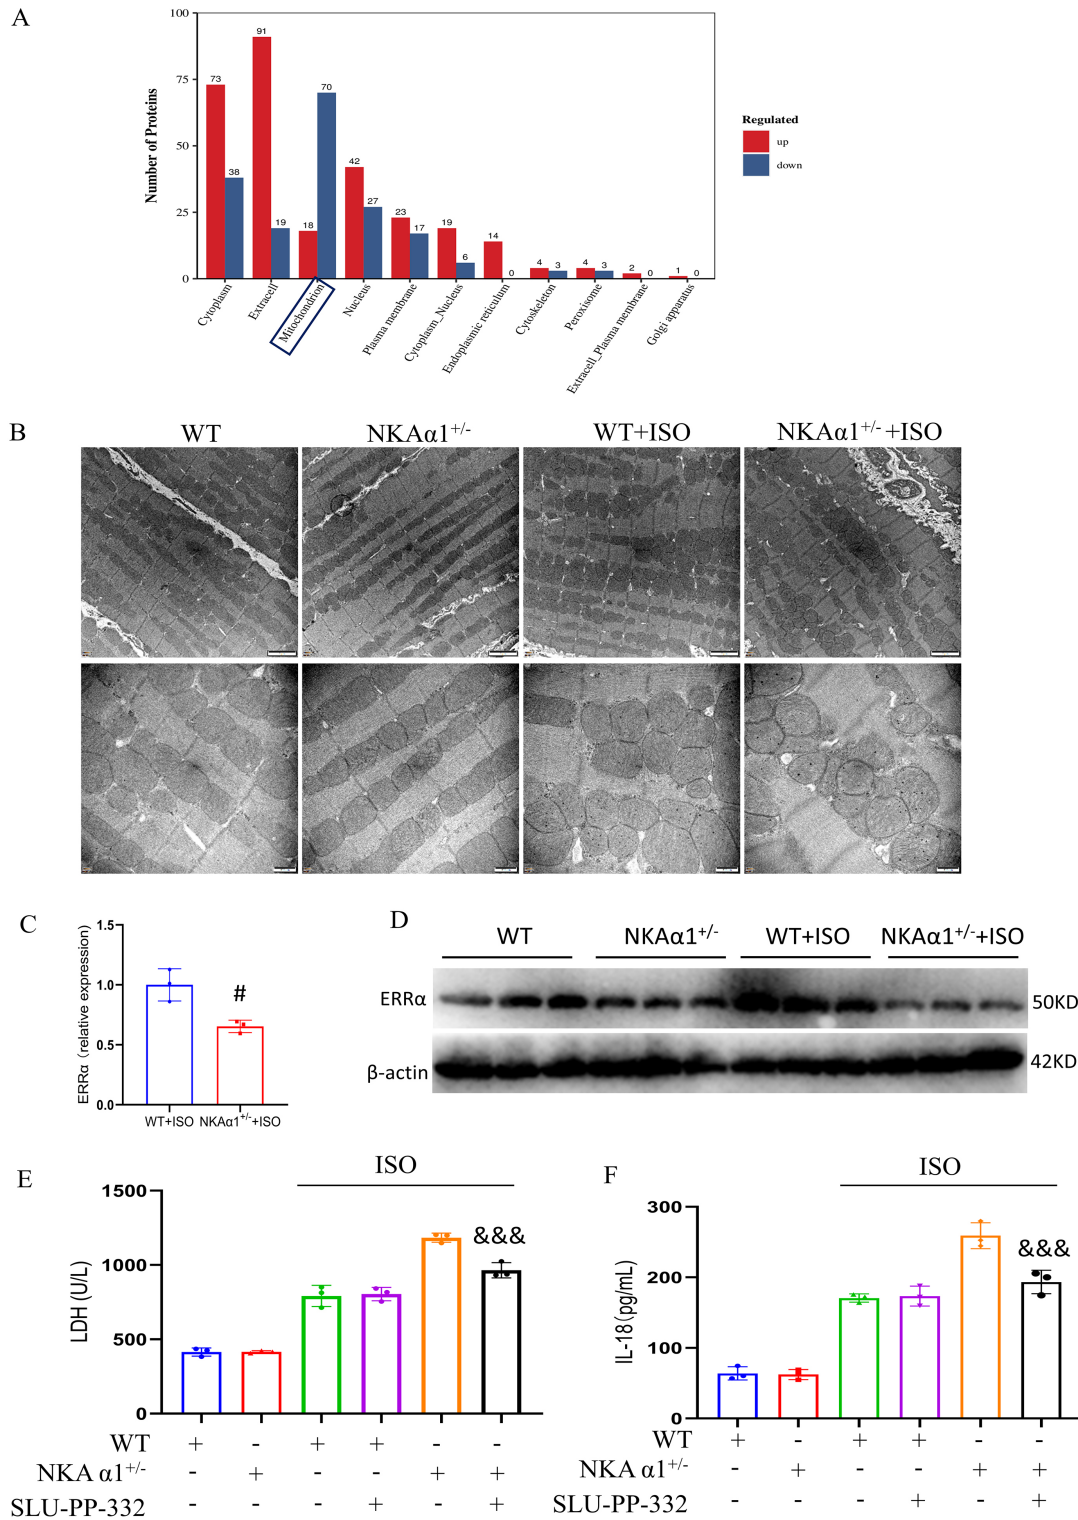 A
100
75
50
25
0
Number of Proteins
73
38
91
19
18
70
42
27
23
17
19
6
14
0
4
3
4
3
2
0
1
0
Cytoplasm
Extracell
Mitochondrion
Nucleus
Plasma membrane
Cytoplasm_Nucleus
Endoplasmic reticulum
Cytoskeleton
Peroxisome
Extracell_Plasma membrane
Golgi apparatus
Regulated
up
down
B
WT
NKAα1+/-
WT+ISO
NKAα1+/-+ISO
C
ERRα (relative expression)
1.5
1.0
0.5
0.0
#
WT+ISO
NKAα1+/-+ISO
D
WT
NKAα1+/-
WT+ISO
NKAα1+/-+ISO
ERRα
50KD
β-actin
42KD
E
ISO
LDH (U/L)
1500
1000
500
0
&&&
WT + - + + - -
NKA α1+/- - + - - + +
SLU-PP-332 - - - + - +
F
ISO
IL-18(pg/mL)
300
200
100
0
&&&
WT + - + + - -
NKA α1+/- - + - - + +
SLU-PP-332 - - - + - +